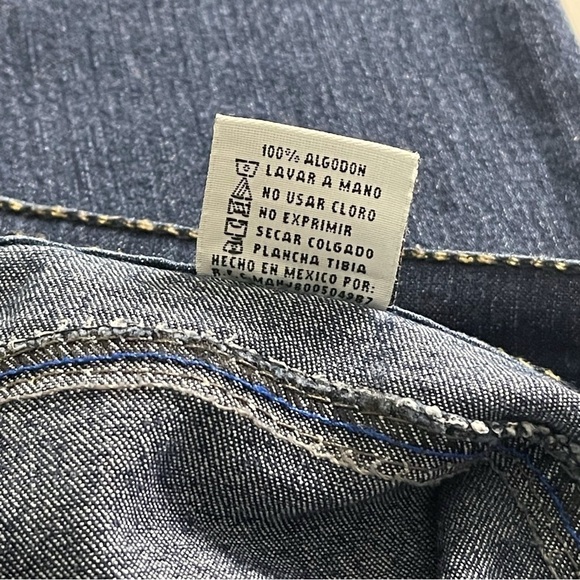 100% ALGODON
LAVAR A MANO
NO USAR CLORO
NO EXPRIMIR
SECAR COLGADO
PLANCHA TIBIA
HECHO EN MEXICO POR: